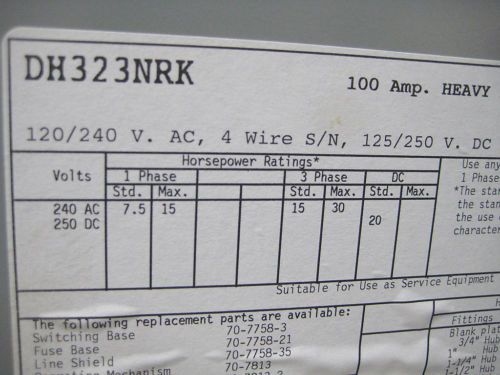 DH323NRK
100 Amp. HEAVY
120/240 V. AC, 4 Wire S/N, 125/250 V. DC
Horsepower Ratings*
Volts 1 Phase 3 Phase DC
Std. Max. Std. Max. Std. Max.
240 AC 7.5 15 15 30
250 DC 20
Use any
1 Phase
*The star
the stan
the use
character
Suitable for Use as Service Equipment
The following replacement parts are available:
Switching Base 70-7758-3
Fuse Base 70-7758-21
Line Shield 70-7758-35
Operating Mechanism 70-7813
Fittings
Blank plat
3/4" Hub
1" Hub
1-1/4" Hub
1-1/2" Hub